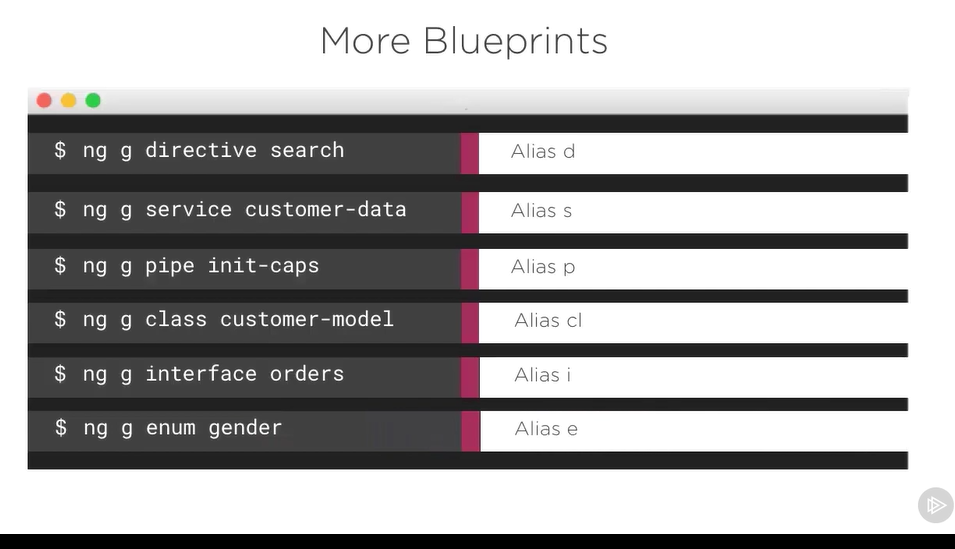 More Blueprints
$ ng g directive search Alias d
$ ng g service customer-data Alias s
$ ng g pipe init-caps Alias p
$ ng g class customer-model Alias cl
$ ng g interface orders Alias i
$ ng g enum gender Alias e